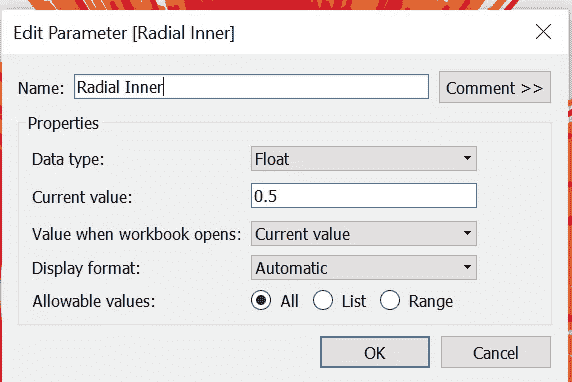 Edit Parameter [Radial Inner]
Name: Radial Inner Comment >>
Properties
Data type: Float
Current value: 0.5
Value when workbook opens: Current value
Display format: Automatic
Allowable values: All List Range
OK Cancel